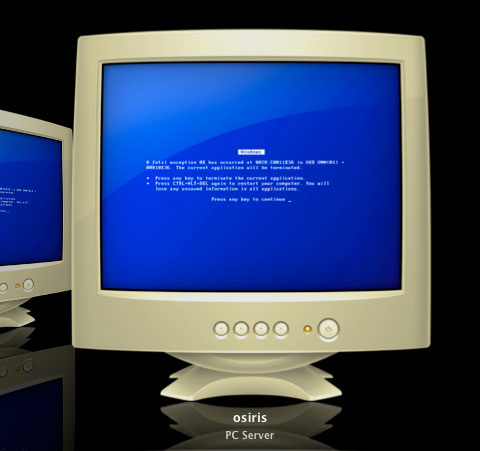 Windows
A fatal exception 0E has occurred at 0028:C0011E36 in VXD VMM(01) +
00010E36. The current application will be terminated.
* Press any key to terminate the current application.
* Press CTRL+ALT+DEL again to restart your computer. You will
lose any unsaved information in all applications.
Press any key to continue _
osiris
PC Server